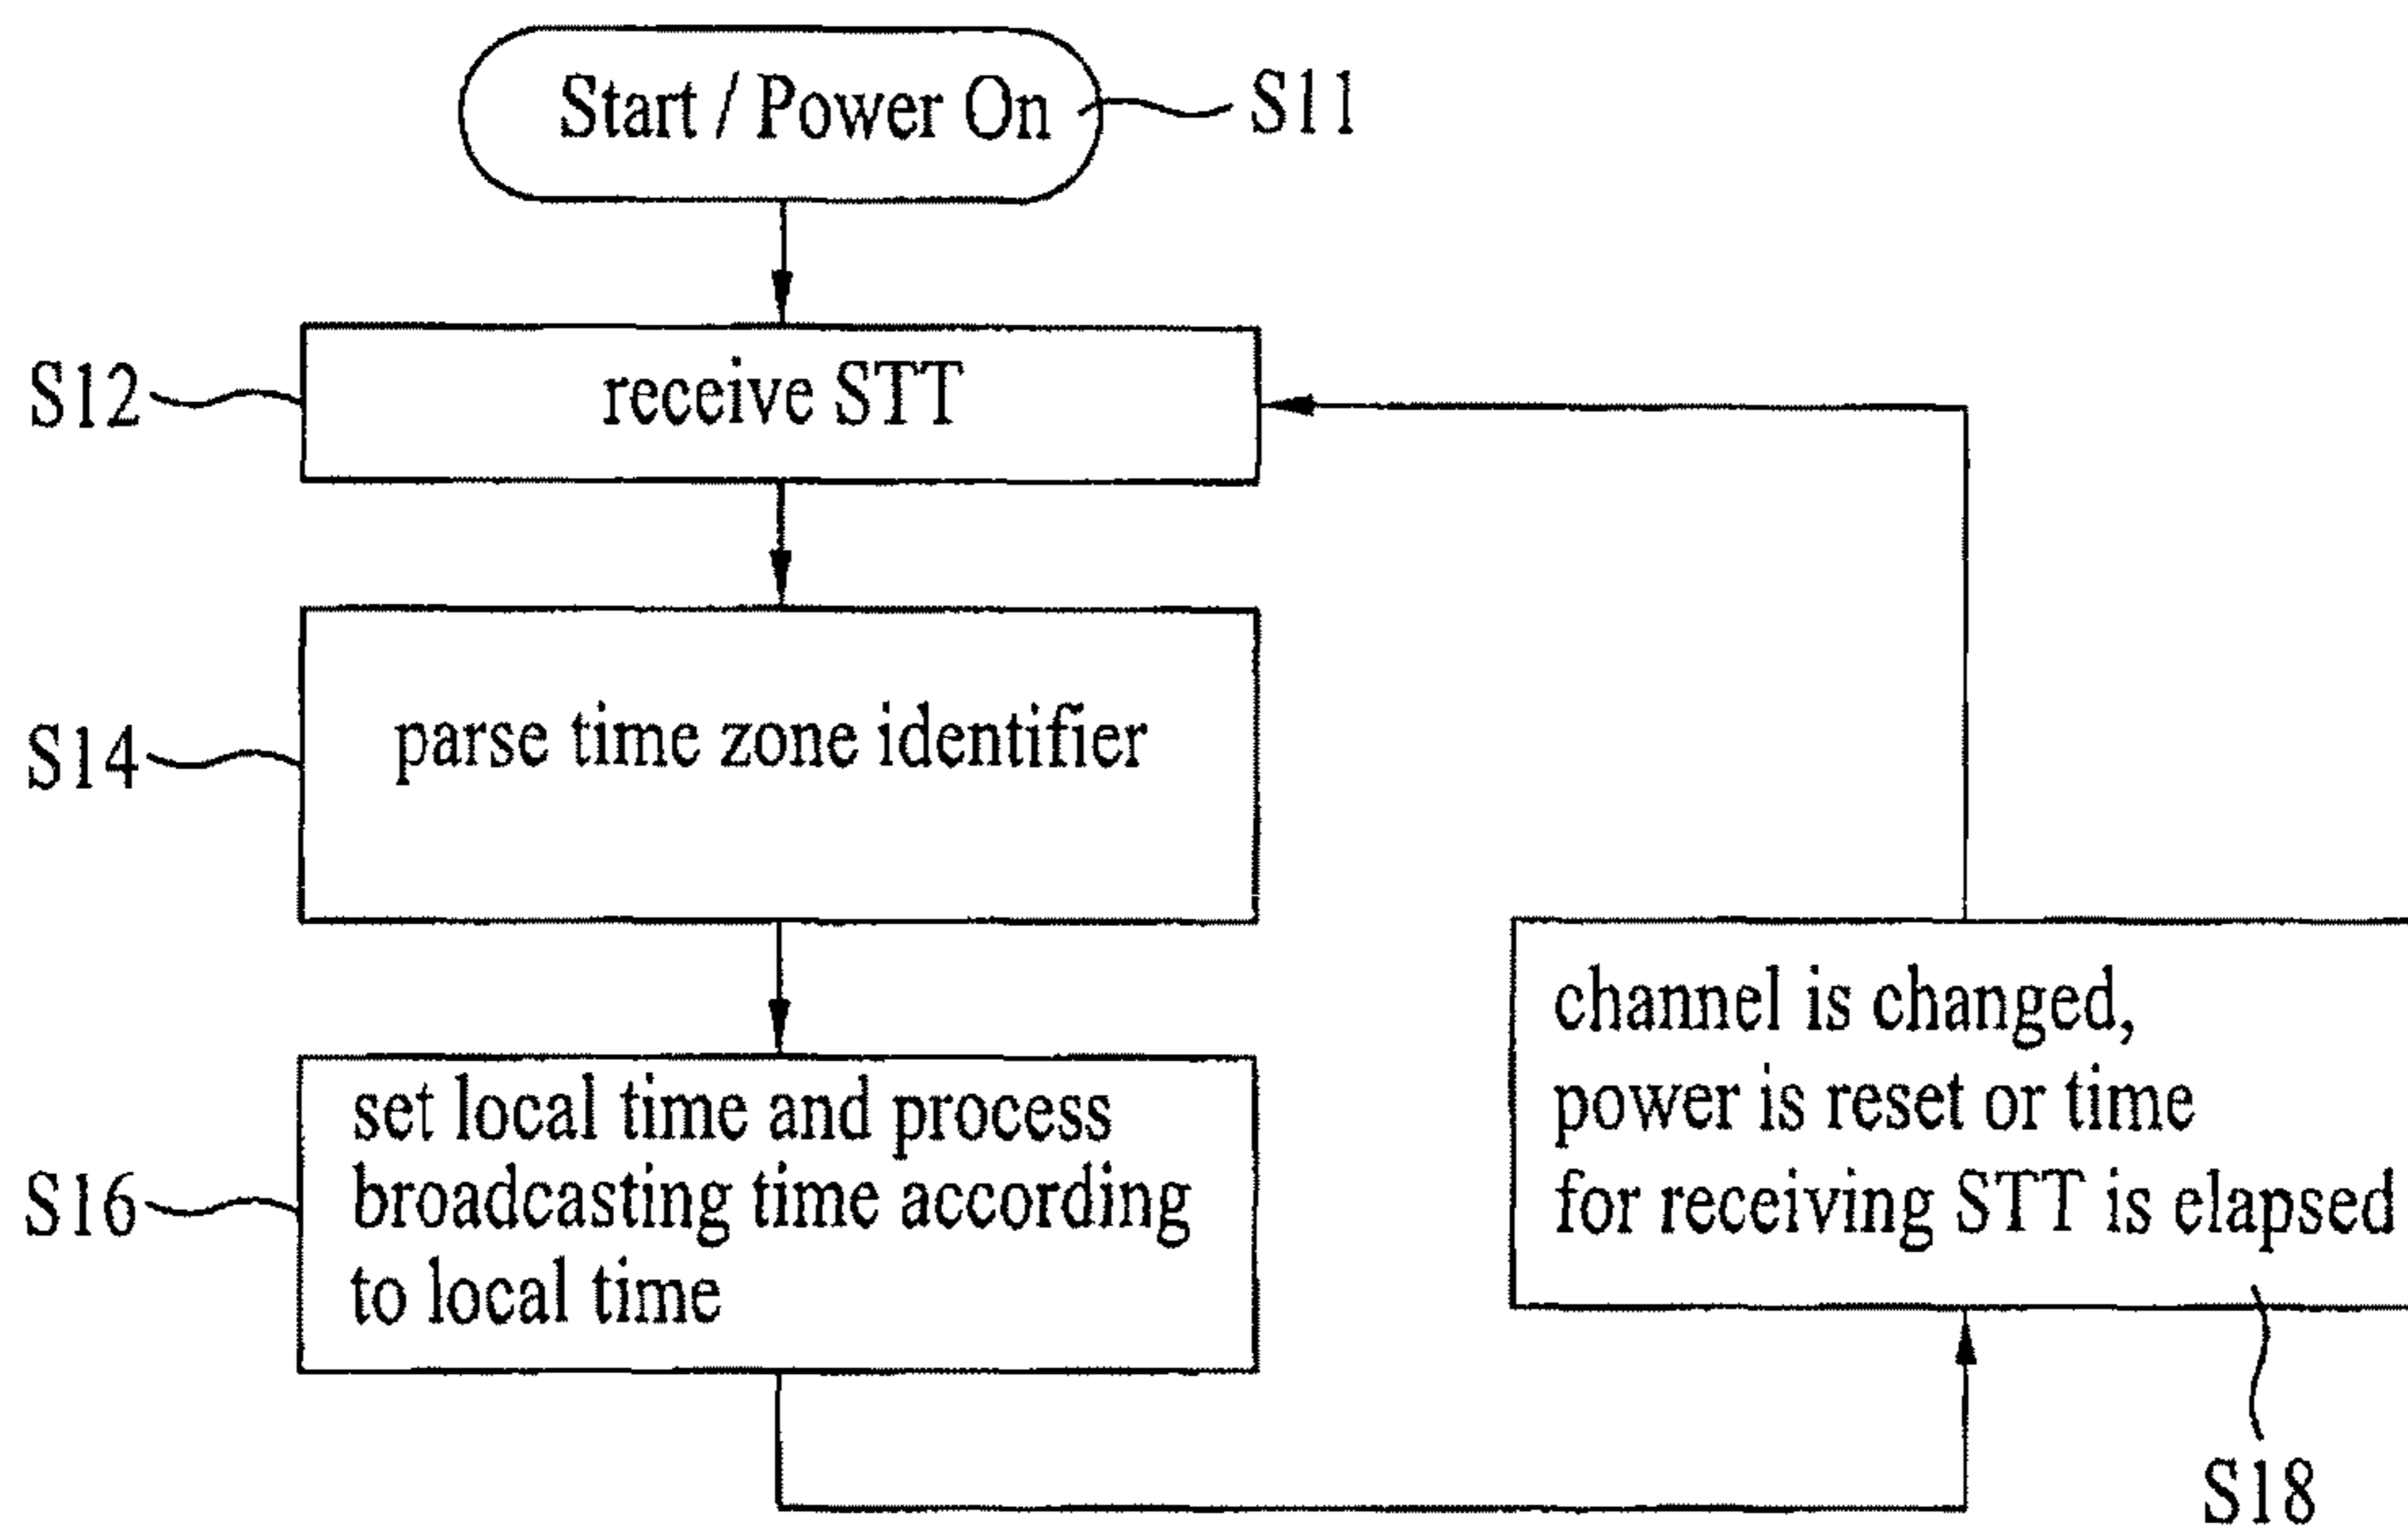 Start / Power On
S11
S12
receive STT
S14
parse time zone identifier
S16
set local time and process
broadcasting time according
to local time
channel is changed,
power is reset or time
for receiving STT is elapsed
S18